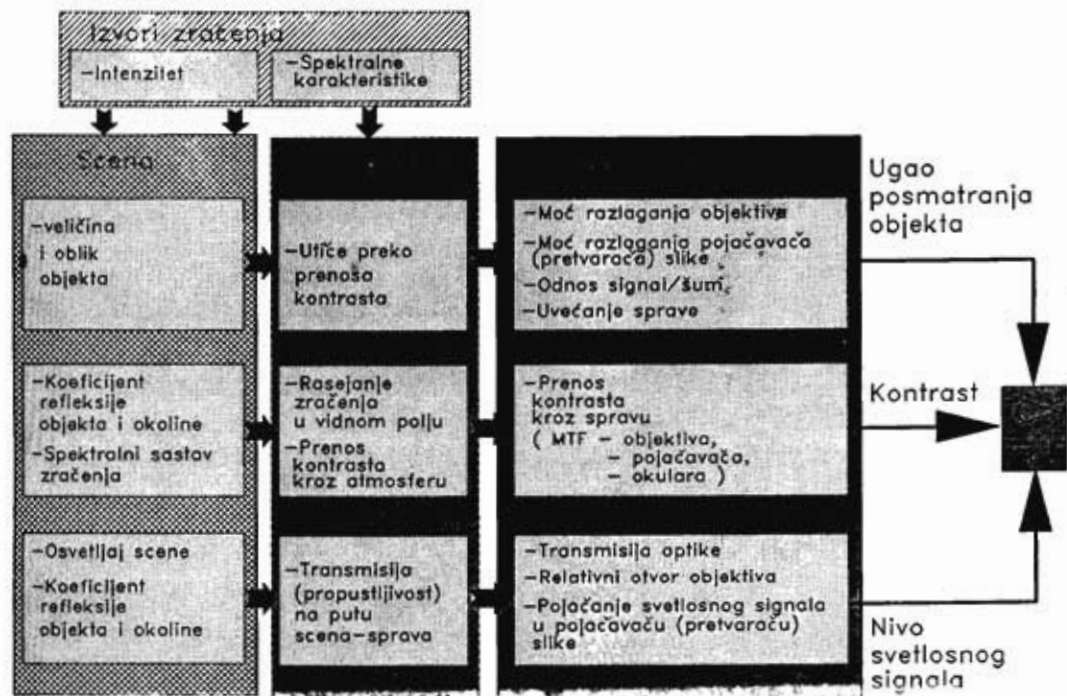 Izvori zračenja
-Intenzitet
-Spektralne
karakteristike
Scena
-veličina
i oblik
objekta
-Utiče preko
prenosa
kontrasta
-Moć razlaganja objektiva
-Moć razlaganja pojačavača
(pretvarača) slike
-Odnos signal/šum
-Uvećanje sprave
Ugao
posmatranja
objekta
-Koeficijent
refleksije
objekta i okoline
-Spektralni sastav
zračenja
-Rasejanje
zračenja
u vidnom polju
-Prenos
kontrasta
kroz atmosferu
-Prenos
kontrasta
kroz spravu
( MTF - objektiva,
- pojačavača,
- okulara )
Kontrast
-Osvetljaj scene
-Koeficijent
refleksije
objekta i okoline
-Transmisija
(propustljivost)
na putu
scena-sprava
-Transmisija optike
-Relativni otvor objektiva
-Pojačanje svetlosnog signala
u pojačavaču (pretvaraču)
slike
Nivo
svetlosnog
signala